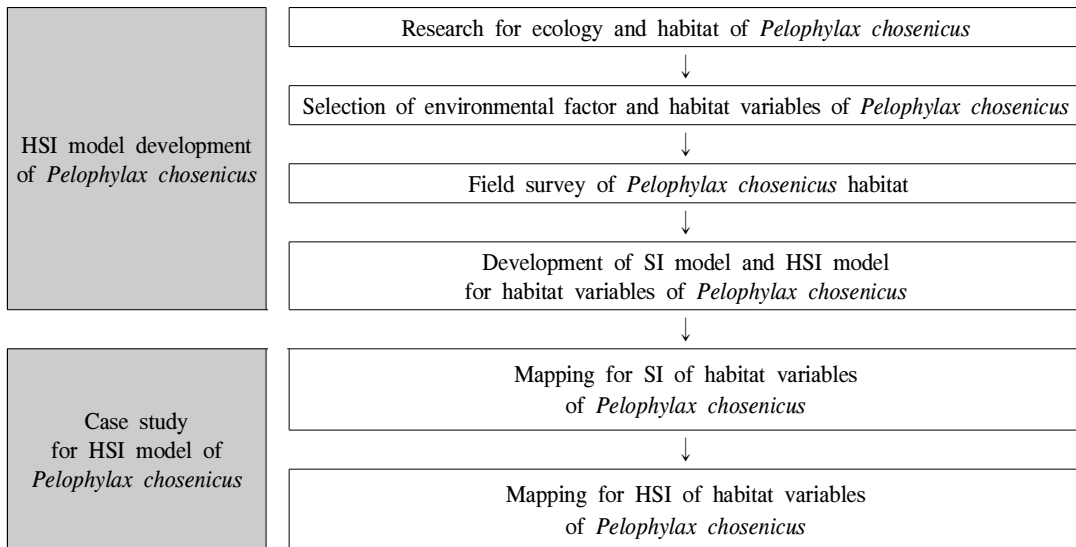 HSI model development
of Pelophylax chosenicus
Research for ecology and habitat of Pelophylax chosenicus
↓
Selection of environmental factor and habitat variables of Pelophylax chosenicus
↓
Field survey of Pelophylax chosenicus habitat
↓
Development of SI model and HSI model
for habitat variables of Pelophylax chosenicus
↓
Case study
for HSI model of
Pelophylax chosenicus
Mapping for SI of habitat variables
of Pelophylax chosenicus
↓
Mapping for HSI of habitat variables
of Pelophylax chosenicus